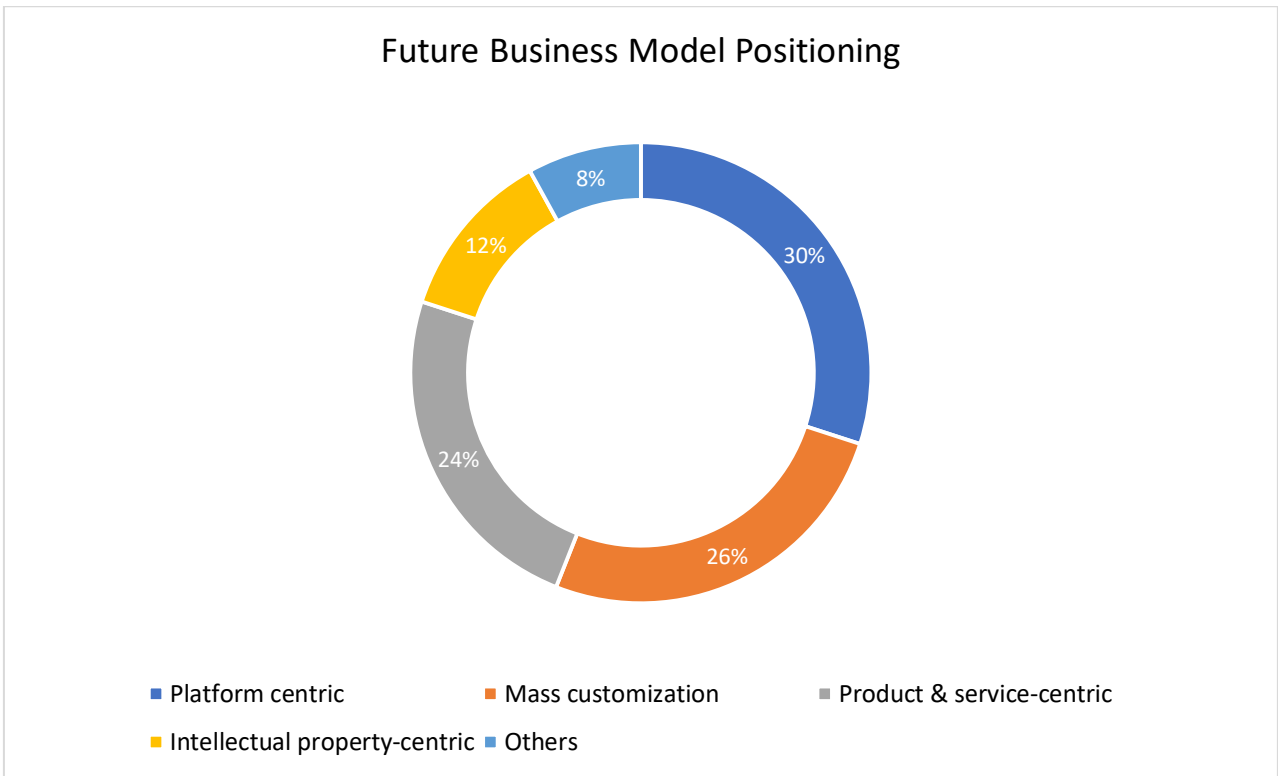 Future Business Model Positioning
8%
30%
12%
24%
26%
Platform centric
Mass customization
Product & service-centric
Intellectual property-centric
Others